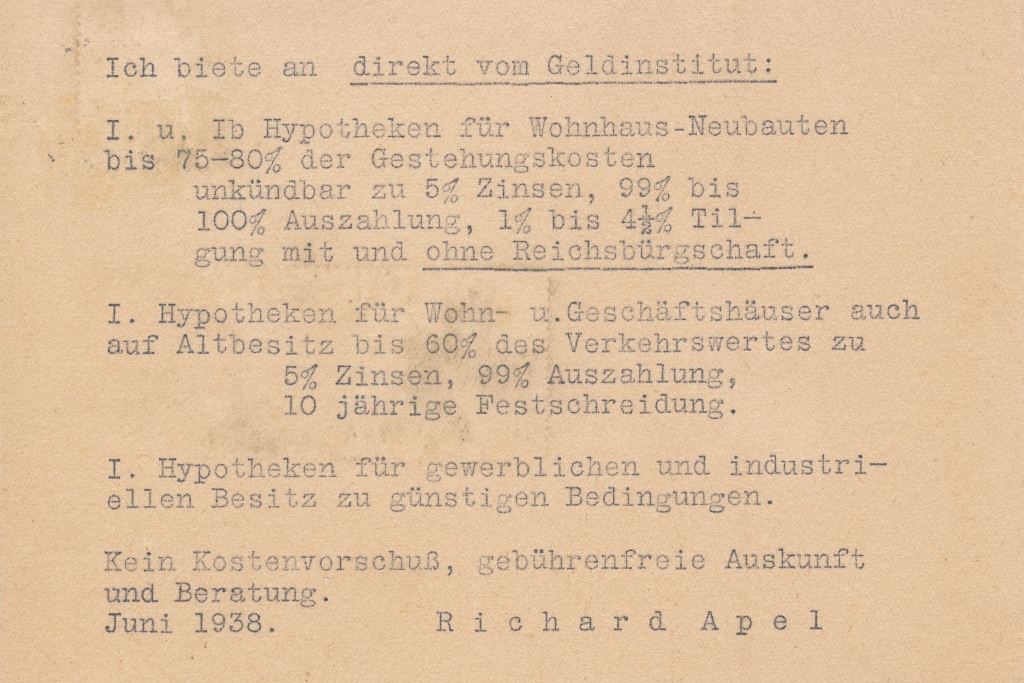 Ich biete an direkt vom Geldinstitut:
I. u. Ib Hypotheken für Wohnhaus-Neubauten
bis 75-80% der Gestehungskosten
unkündbar zu 5% Zinsen, 99% bis
100% Auszahlung, 1% bis 4½% Til-
gung mit und ohne Reichsbürgschaft.
I. Hypotheken für Wohn- u.Geschäftshäuser auch
auf Altbesitz bis 60% des Verkehrswertes zu
5% Zinsen, 99% Auszahlung,
10 jährige Festschreidung.
I. Hypotheken für gewerblichen und industri-
ellen Besitz zu günstigen Bedingungen.
Kein Kostenvorschuß, gebührenfreie Auskunft
und Beratung.
Juni 1938. Richard Apel